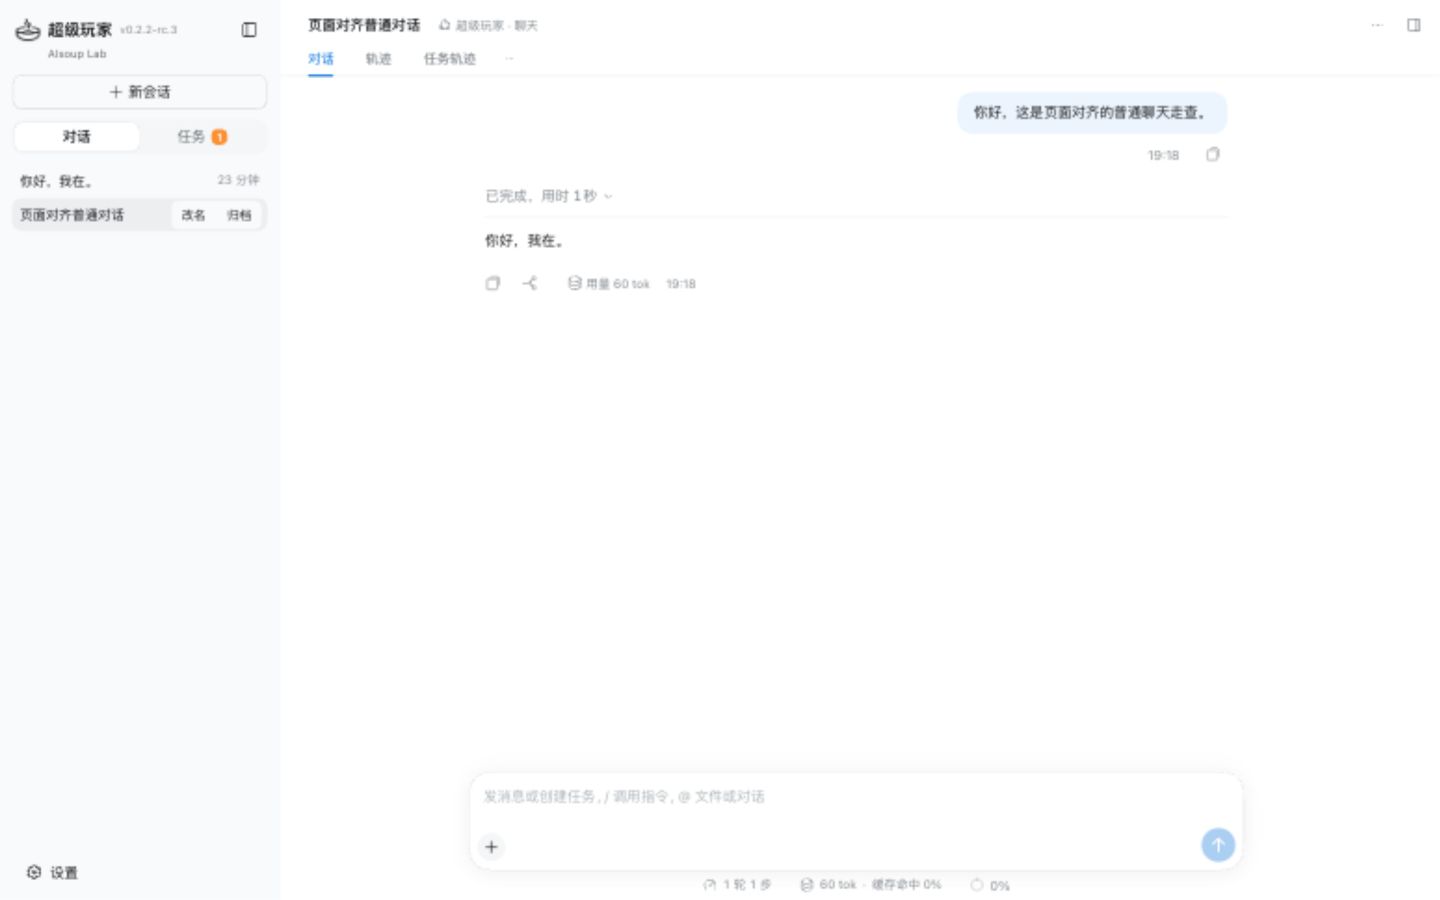 超级玩家 v0.2.2-rc.3
AIsoup Lab
新会话
对话 任务 1
你好，我在。 23 分钟
页面对齐普通对话 改名 归档
设置
页面对齐普通对话 超级玩家 · 聊天
对话 轨迹 任务轨迹 ···
你好，这是页面对齐的普通聊天走查。
19:18
已完成，用时 1秒
你好，我在。
用量 60 tok 19:18
发消息或创建任务, / 调用指令, @ 文件或对话
1 轮 1 步 60 tok · 缓存命中 0% 0%